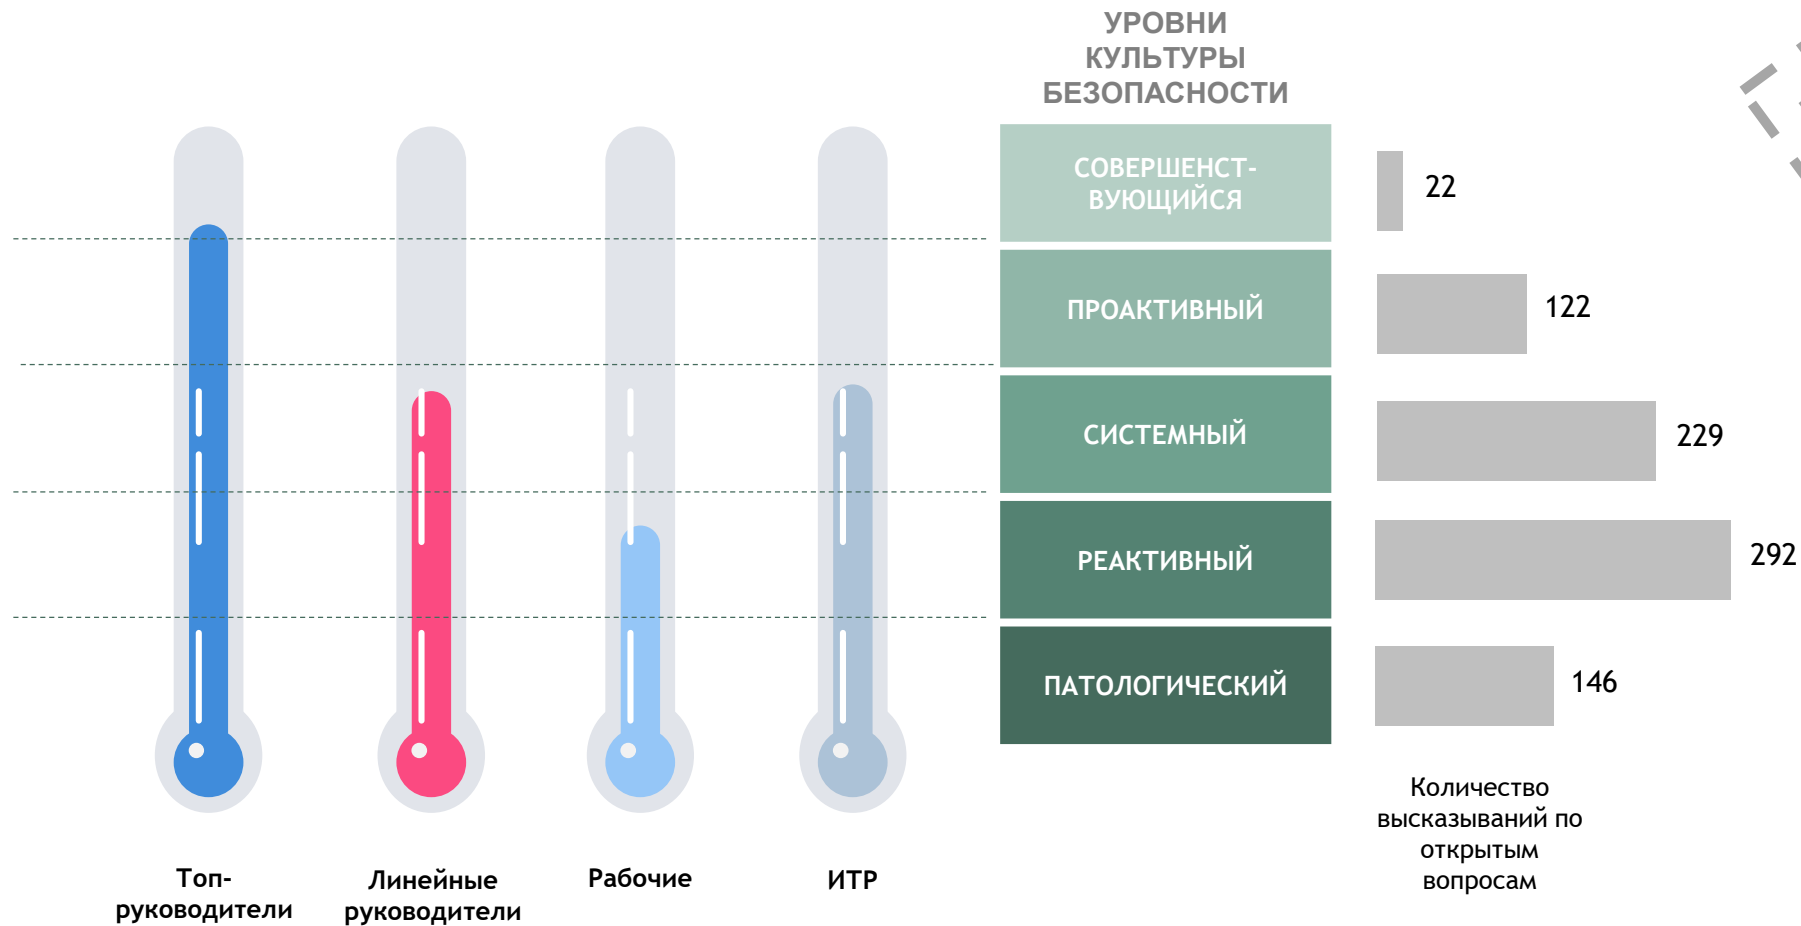 УРОВНИ
КУЛЬТУРЫ
БЕЗОПАСНОСТИ
СОВЕРШЕНСТ-
ВУЮЩИЙСЯ
22
ПРОАКТИВНЫЙ
122
СИСТЕМНЫЙ
229
РЕАКТИВНЫЙ
292
ПАТОЛОГИЧЕСКИЙ
146
Количество
высказываний по
открытым
вопросам
Топ-
руководители
Линейные
руководители
Рабочие
ИТР